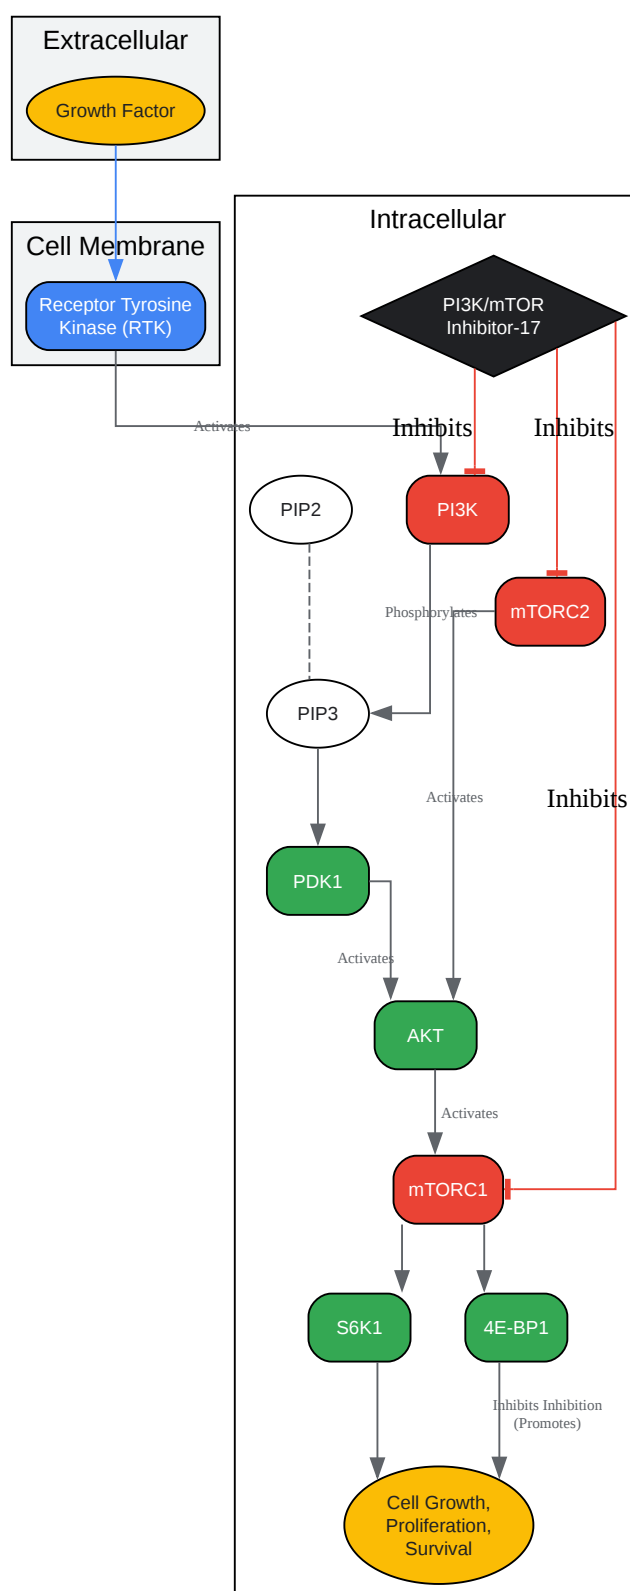 Extracellular
Growth Factor
Cell Membrane
Receptor Tyrosine
Kinase (RTK)
Intracellular
PI3K/mTOR
Inhibitor-17
Activates
Inhibits
Inhibits
PIP2
PI3K
Phosphorylates
mTORC2
PIP3
Activates
Inhibits
PDK1
Activates
AKT
Activates
mTORC1
S6K1
4E-BP1
Inhibits Inhibition
(Promotes)
Cell Growth,
Proliferation,
Survival